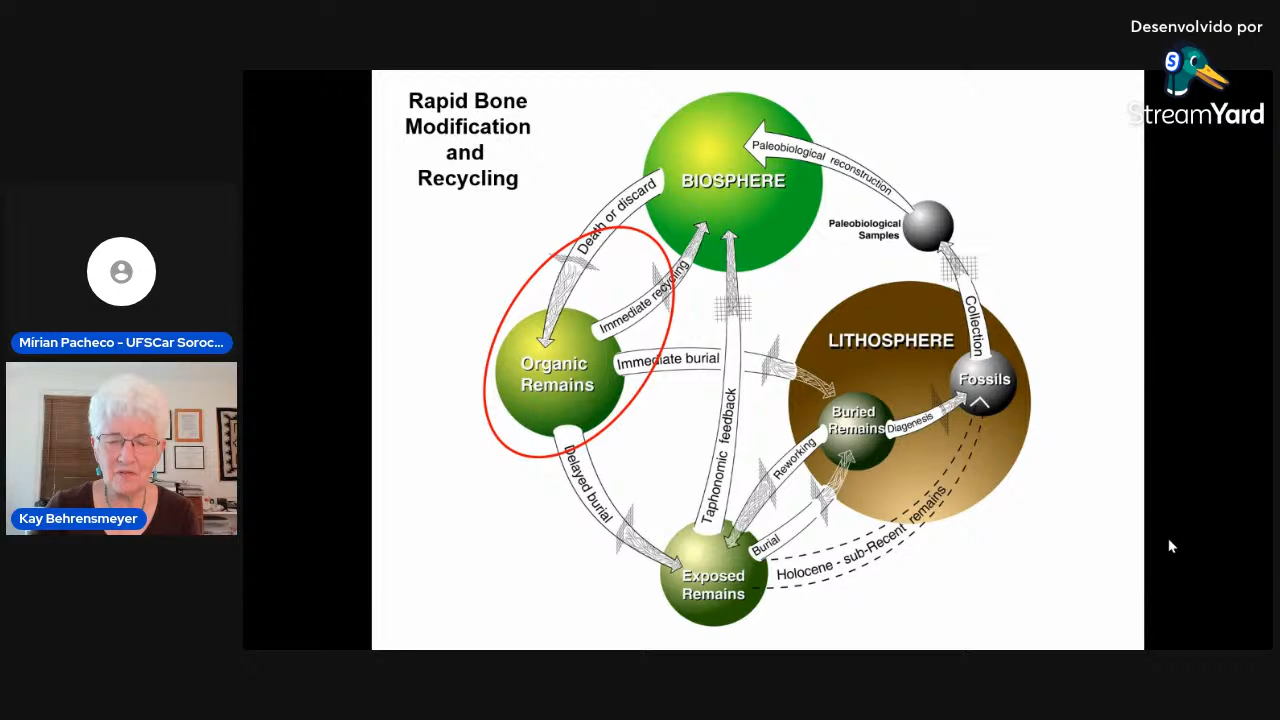 Desenvolvido por
StreamYard
Rapid Bone
Modification
and
Recycling
BIOSPHERE
Paleobiological reconstruction
Death or discard
Paleobiological
Samples
Immediate recycling
Mírian Pacheco - UFSCar Soroc...
Organic
Remains
Immediate burial
LITHOSPHERE
Collection
Fossils
Buried
Remains
Diagenesis
Taphonomic feedback
Reworking
Delayed burial
Burial
Holocene - sub-Recent remains
Exposed
Remains
Kay Behrensmeyer